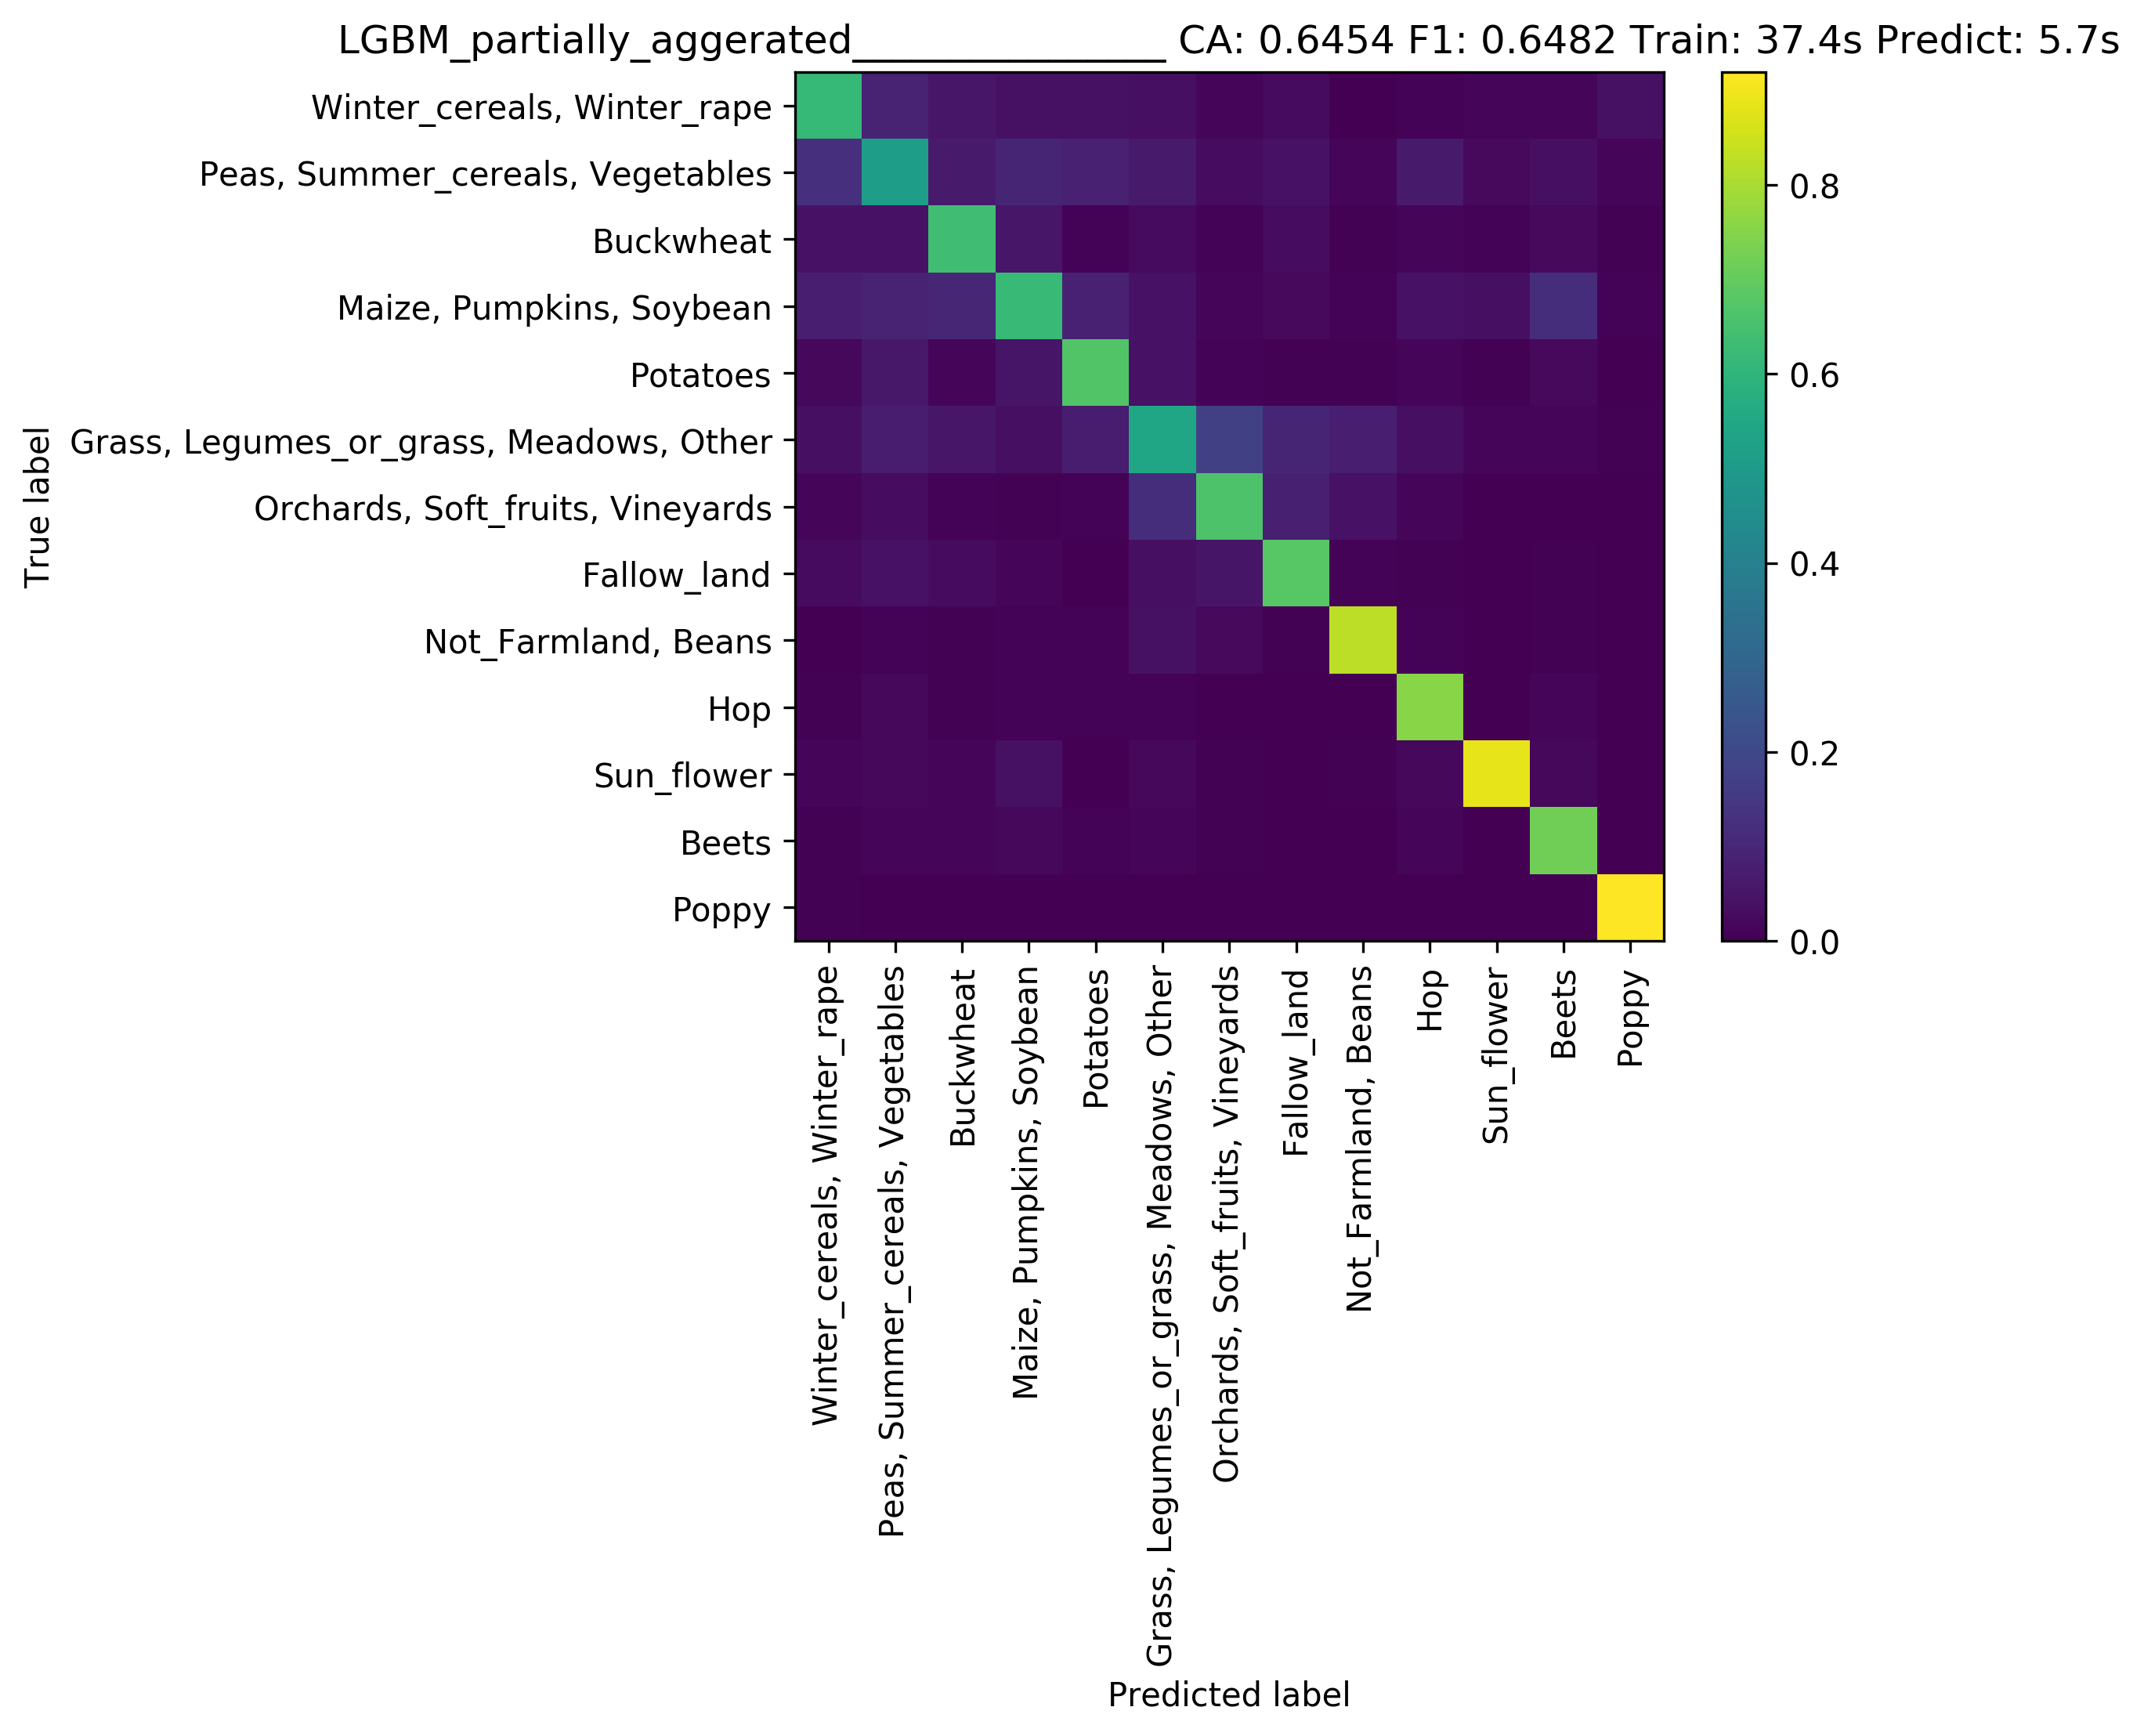 LGBM_partially_aggerated________________ CA: 0.6454 F1: 0.6482 Train: 37.4s Predict: 5.7s
True label
Winter_cereals, Winter_rape
Peas, Summer_cereals, Vegetables
Buckwheat
Maize, Pumpkins, Soybean
Potatoes
Grass, Legumes_or_grass, Meadows, Other
Orchards, Soft_fruits, Vineyards
Fallow_land
Not_Farmland, Beans
Hop
Sun_flower
Beets
Poppy
0.8
0.6
0.4
0.2
0.0
Winter_cereals, Winter_rape
Peas, Summer_cereals, Vegetables
Buckwheat
Maize, Pumpkins, Soybean
Potatoes
Grass, Legumes_or_grass, Meadows, Other
Orchards, Soft_fruits, Vineyards
Fallow_land
Not_Farmland, Beans
Hop
Sun_flower
Beets
Poppy
Predicted label